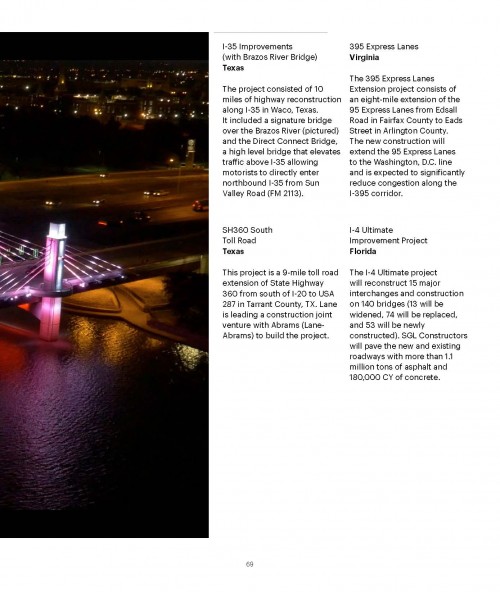 I-35 Improvements
(with Brazos River Bridge)
Texas
The project consisted of 10
miles of highway reconstruction
along I-35 in Waco, Texas.
It included a signature bridge
over the Brazos River (pictured)
and the Direct Connect Bridge,
a high level bridge that elevates
traffic above I-35 allowing
motorists to directly enter
northbound I-35 from Sun
Valley Road (FM 2113).
395 Express Lanes
Virginia
The 395 Express Lanes
Extension project consists of
an eight-mile extension of the
95 Express Lanes from Edsall
Road in Fairfax County to Eads
Street in Arlington County.
The new construction will
extend the 95 Express Lanes
to the Washington, D.C. line
and is expected to significantly
reduce congestion along the
I-395 corridor.
SH360 South
Toll Road
Texas
This project is a 9-mile toll road
extension of State Highway
360 from south of I-20 to USA
287 in Tarrant County, TX. Lane
is leading a construction joint
venture with Abrams (Lane-
Abrams) to build the project.
I-4 Ultimate
Improvement Project
Florida
The I-4 Ultimate project
will reconstruct 15 major
interchanges and construction
on 140 bridges (13 will be
widened, 74 will be replaced,
and 53 will be newly
constructed). SGL Constructors
will pave the new and existing
roadways with more than 1.1
million tons of asphalt and
180,000 CY of concrete.
69